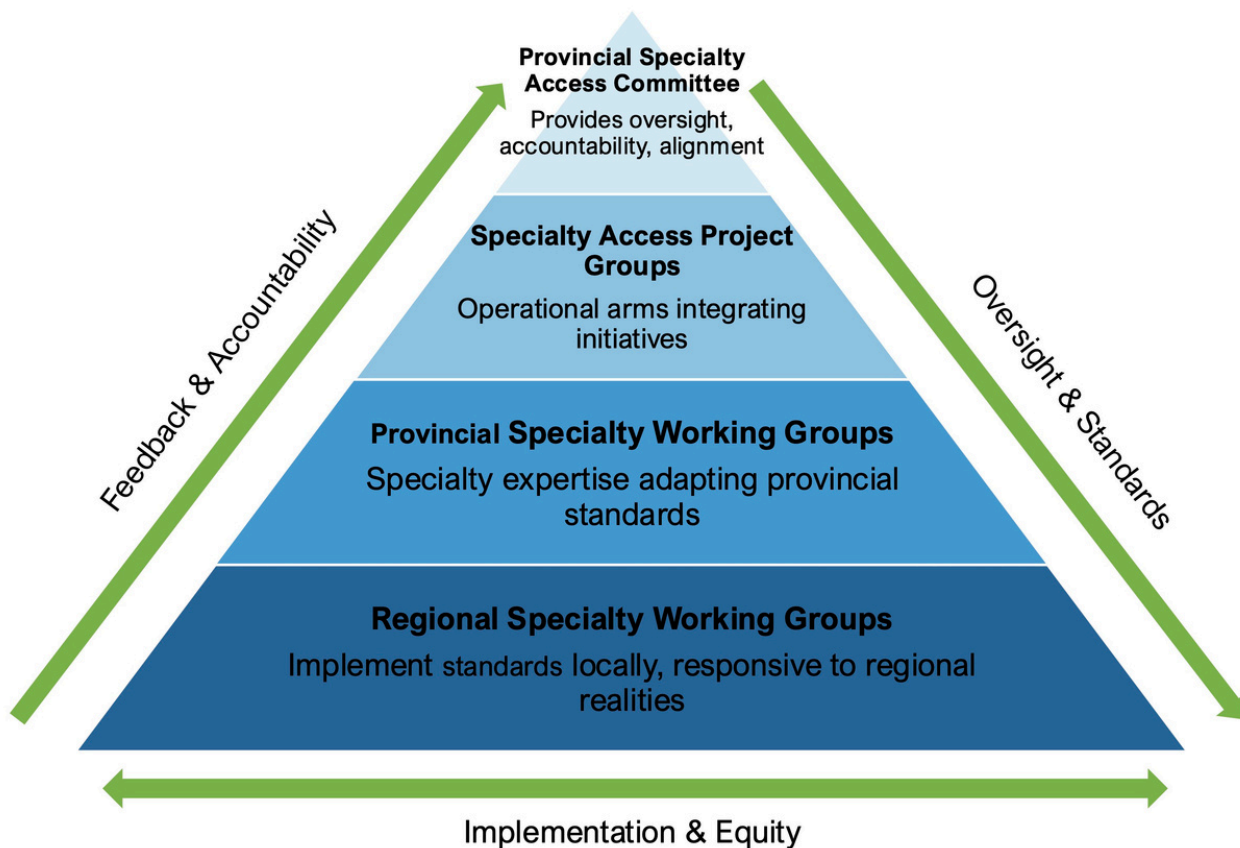 Provincial Specialty
Access Committee
Provides oversight,
accountability, alignment
Specialty Access Project
Groups
Operational arms integrating
initiatives
Provincial Specialty Working Groups
Specialty expertise adapting provincial
standards
Regional Specialty Working Groups
Implement standards locally, responsive to regional
realities
Feedback & Accountability
Oversight & Standards
Implementation & Equity